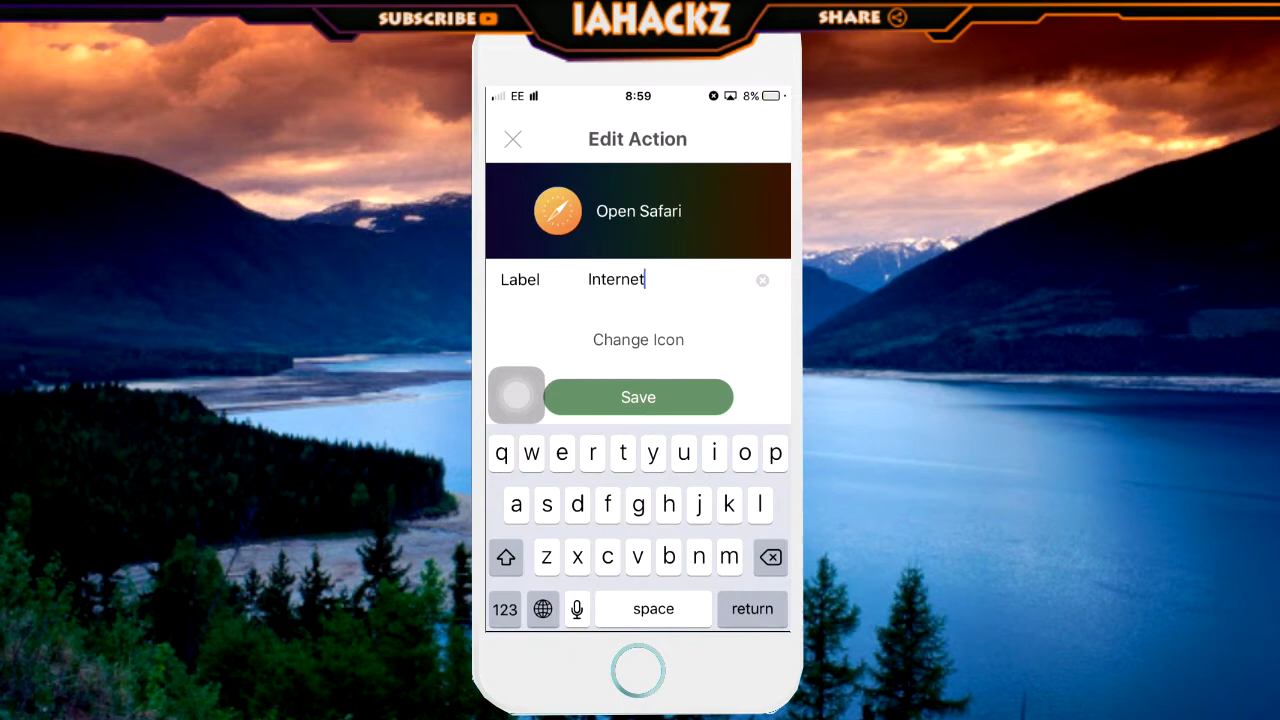 SUBSCRIBE
IAHACKZ
SHARE
EE 8:59 8%
Edit Action
Open Safari
Label Internet
Change Icon
Save
q w e r t y u i o p
a s d f g h j k l
z x c v b n m
123 space return